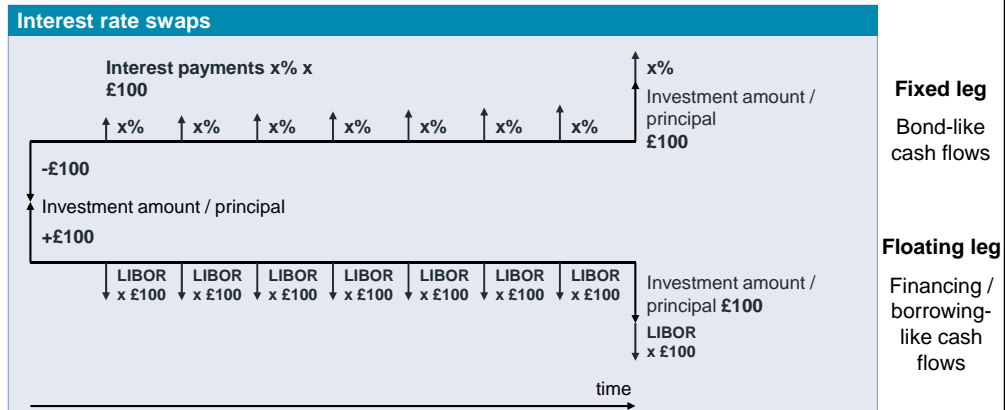 Interest rate swaps
Interest payments x% x
£100
x% x% x% x% x% x% x%
x%
Investment amount /
principal
£100
-£100
Investment amount / principal
+£100
LIBOR LIBOR LIBOR LIBOR LIBOR LIBOR LIBOR
x £100 x £100 x £100 x £100 x £100 x £100 x £100
Investment amount /
principal £100
LIBOR
x £100
time
Fixed leg
Bond-like
cash flows
Floating leg
Financing /
borrowing-
like cash
flows